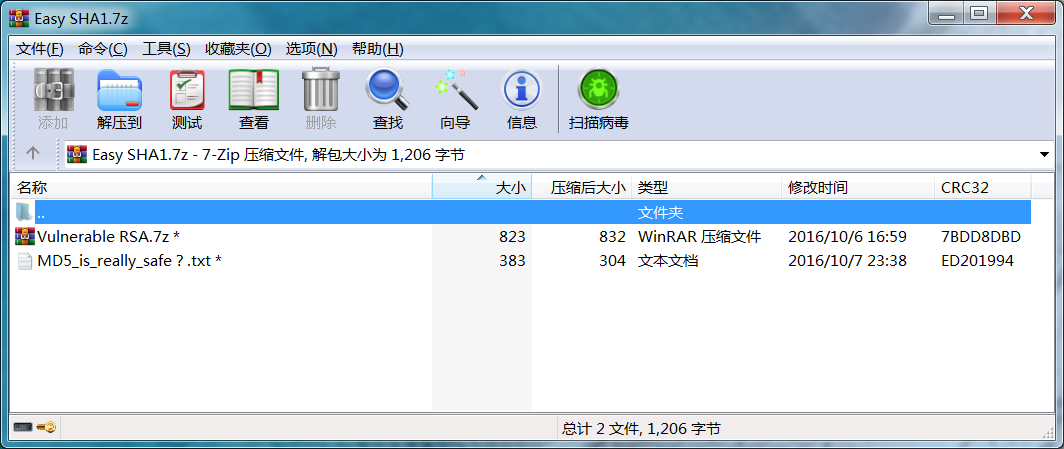 Easy SHA1.7z
文件(F) 命令(C) 工具(S) 收藏夹(O) 选项(N) 帮助(H)
添加 解压到 测试 查看 删除 查找 向导 信息 扫描病毒
Easy SHA1.7z - 7-Zip 压缩文件, 解包大小为 1,206 字节
名称 大小 压缩后大小 类型 修改时间 CRC32
.. 文件夹
Vulnerable RSA.7z * 823 832 WinRAR 压缩文件 2016/10/6 16:59 7BDD8DBD
MD5_is_really_safe？.txt * 383 304 文本文档 2016/10/7 23:38 ED201994
总计 2 文件, 1,206 字节